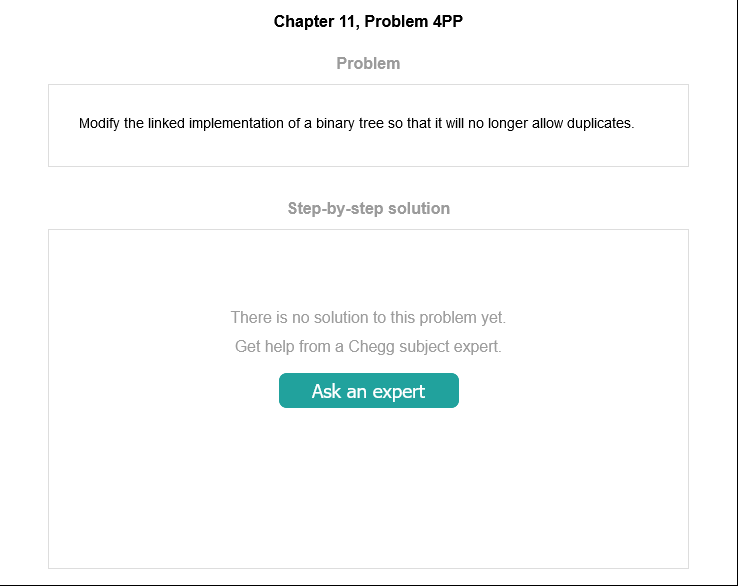 Chapter 11, Problem 4PP
Problem
Modify the linked implementation of a binary tree so that it will no longer allow duplicates.
Step-by-step solution
There is no solution to this problem yet.
Get help from a Chegg subject expert.
Ask an expert